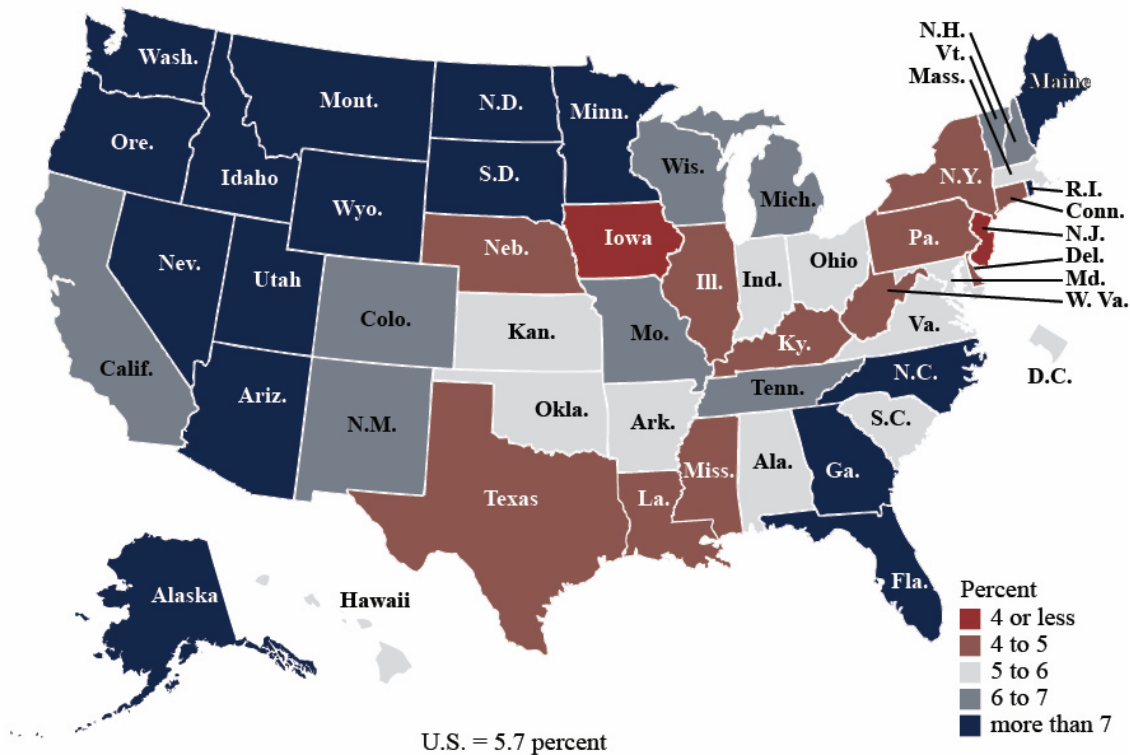 N.H.
Vt.
Mass.
Wash.
Mont.
N.D.
Minn.
Maine
Ore.
Idaho
S.D.
Wis.
Mich.
N.Y.
R.I.
Conn.
N.J.
Del.
Md.
W. Va.
Wyo.
Iowa
Neb.
Pa.
Nev.
Utah
Colo.
Kan.
Mo.
Ill.
Ind.
Ohio
Ky.
Va.
D.C.
Calif.
Ariz.
N.M.
Okla.
Ark.
Tenn.
N.C.
S.C.
Texas
La.
Miss.
Ala.
Ga.
Fla.
Alaska
Hawaii
Percent
4 or less
4 to 5
5 to 6
6 to 7
more than 7
U.S. = 5.7 percent